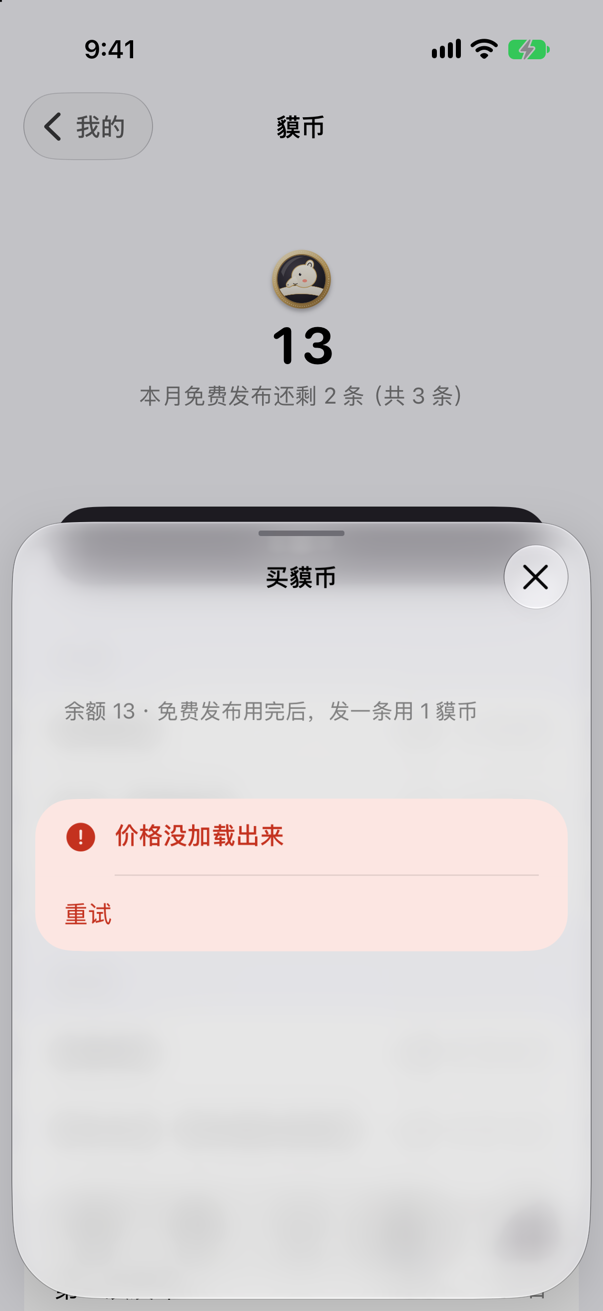 9:41
我的
貘币
13
本月免费发布还剩 2 条（共 3 条）
买貘币
余额 13 · 免费发布用完后，发一条用 1 貘币
价格没加载出来
重试